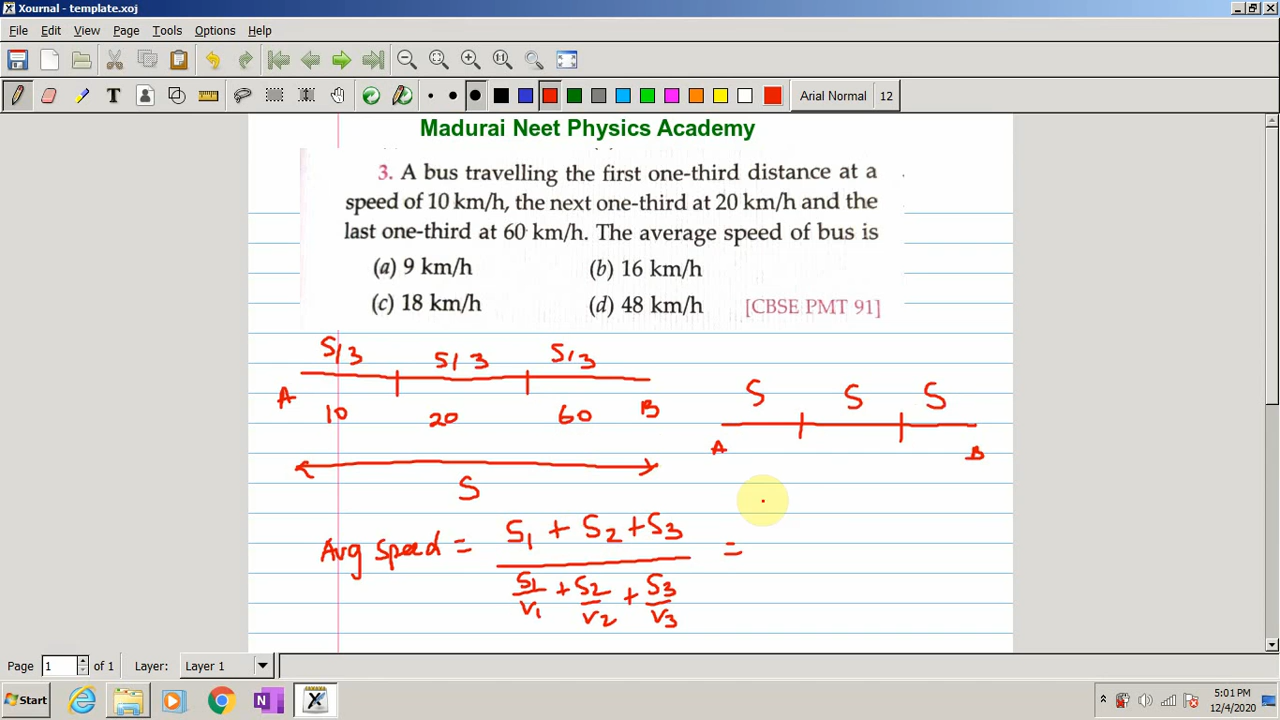 Xournal - template.xoj
File Edit View Page Tools Options Help
Arial Normal 12
Madurai Neet Physics Academy
3. A bus travelling the first one-third distance at a
speed of 10 km/h, the next one-third at 20 km/h and the
last one-third at 60 km/h. The average speed of bus is
(a) 9 km/h (b) 16 km/h
(c) 18 km/h (d) 48 km/h [CBSE PMT 91]
S/3 S/3 S/3
A 10 20 60 B
S
S S S
A B
Avg Speed = S1 + S2 + S3 =
S1/V1 + S2/V2 + S3/V3
Page 1 of 1 Layer: Layer 1
Start
5:01 PM
12/4/2020